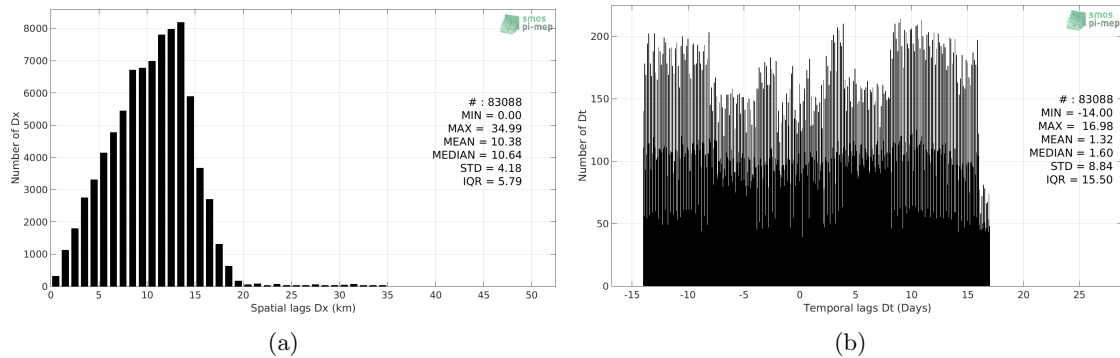 smos
pi-mep
8000
7000
6000
5000
4000
3000
2000
1000
0
Number of Dx
# : 83088
MIN = 0.00
MAX = 34.99
MEAN = 10.38
MEDIAN = 10.64
STD = 4.18
IQR = 5.79
0 5 10 15 20 25 30 35 40 45 50
Spatial lags Dx (km)
(a)
smos
pi-mep
200
150
100
50
0
Number of Dt
# : 83088
MIN = -14.00
MAX = 16.98
MEAN = 1.32
MEDIAN = 1.60
STD = 8.84
IQR = 15.50
-15 -10 -5 0 5 10 15 20 25
Temporal lags Dt (Days)
(b)